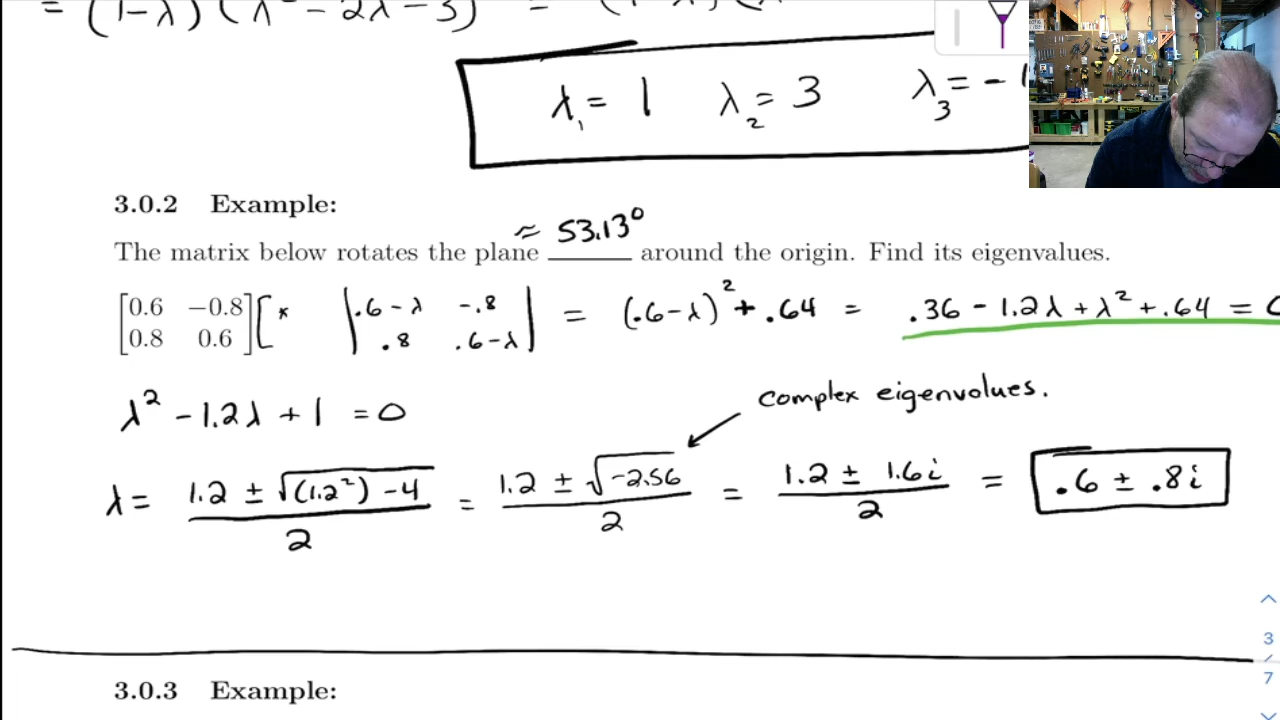 = (1-λ)(λ² - 2λ - 3) =
λ₁ = 1 λ₂ = 3 λ₃ = -1
3.0.2 Example:
≈ 53.13°
The matrix below rotates the plane ______ around the origin. Find its eigenvalues.
[0.6 −0.8
0.8 0.6] [* |.6-λ -.8
.8 .6-λ| = (.6-λ)² + .64 = .36 - 1.2λ + λ² + .64 = 0
λ² - 1.2λ + 1 = 0
complex eigenvalues.
λ = (1.2 ± √((1.2²) - 4))/2 = (1.2 ± √(-2.56))/2 = (1.2 ± 1.6i)/2 = .6 ± .8i
3
/
7
3.0.3 Example: